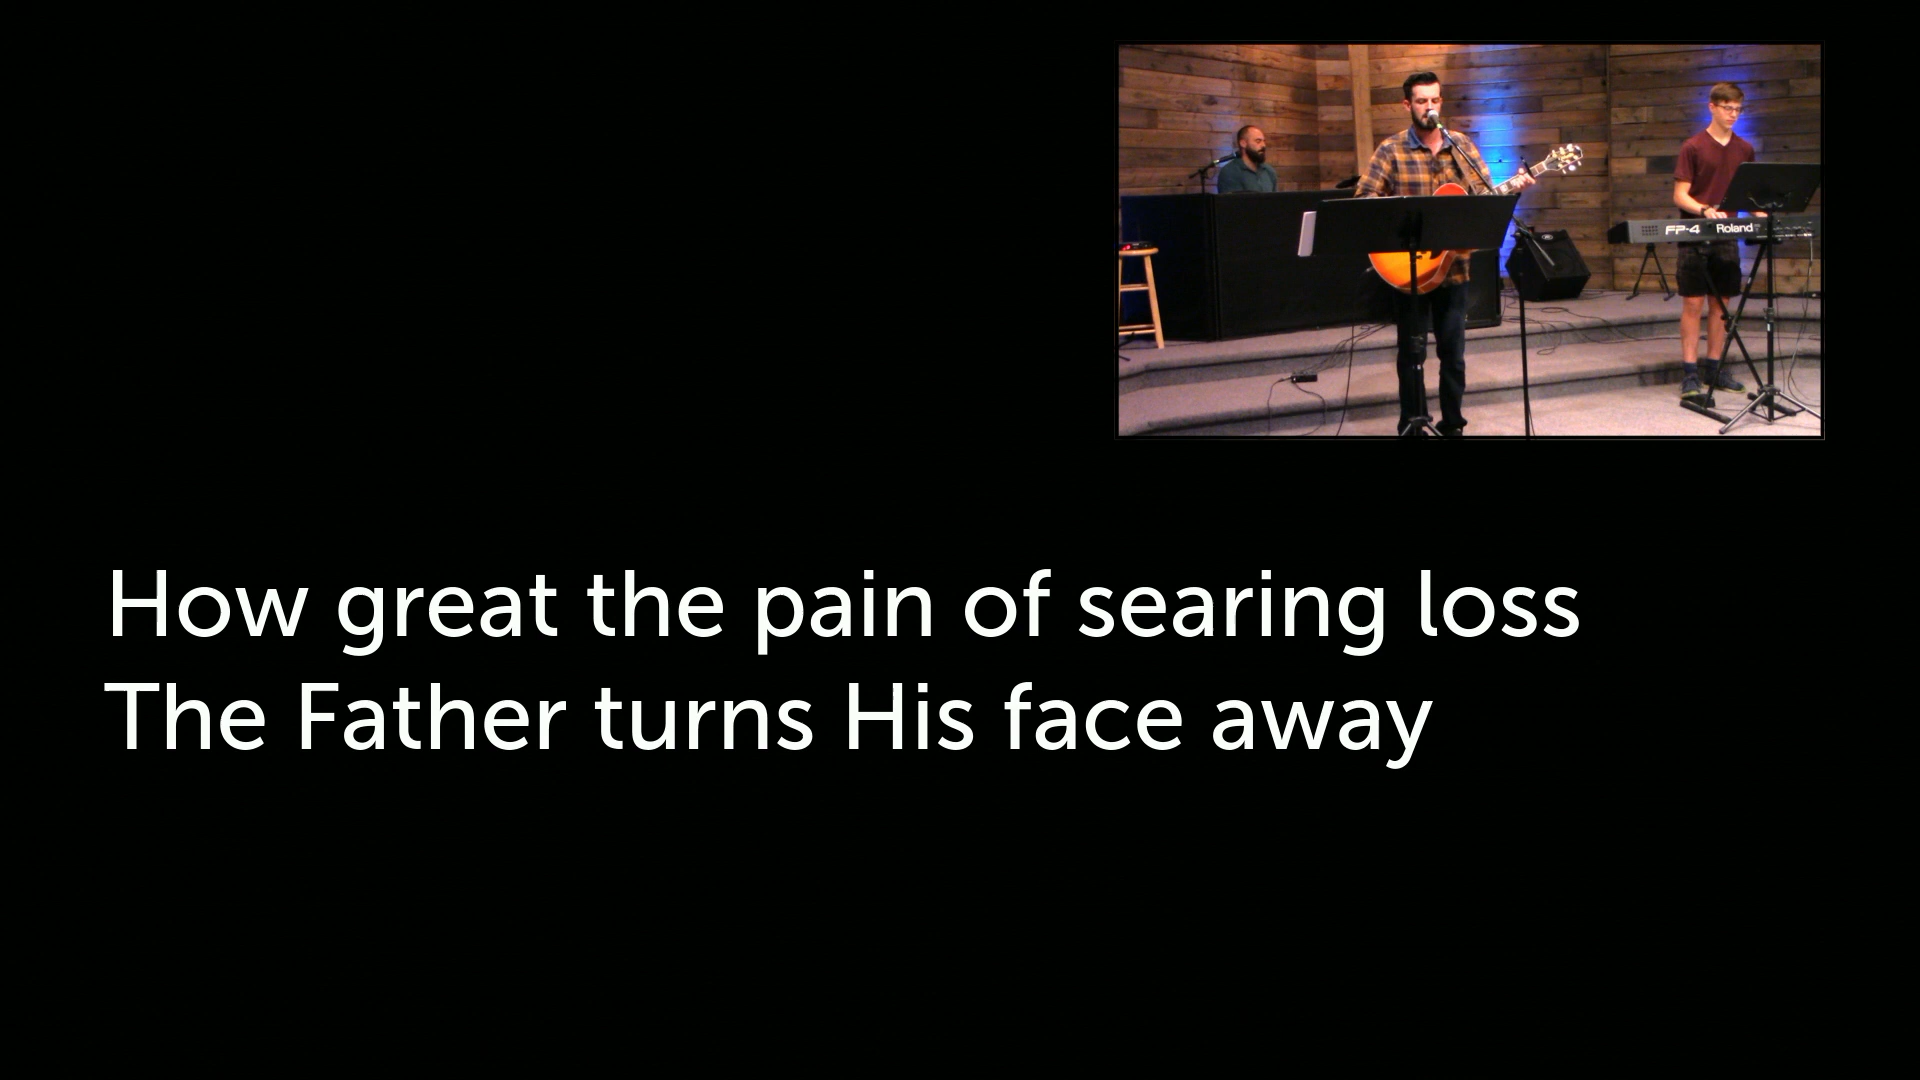 FP-4 Roland
How great the pain of searing loss
The Father turns His face away